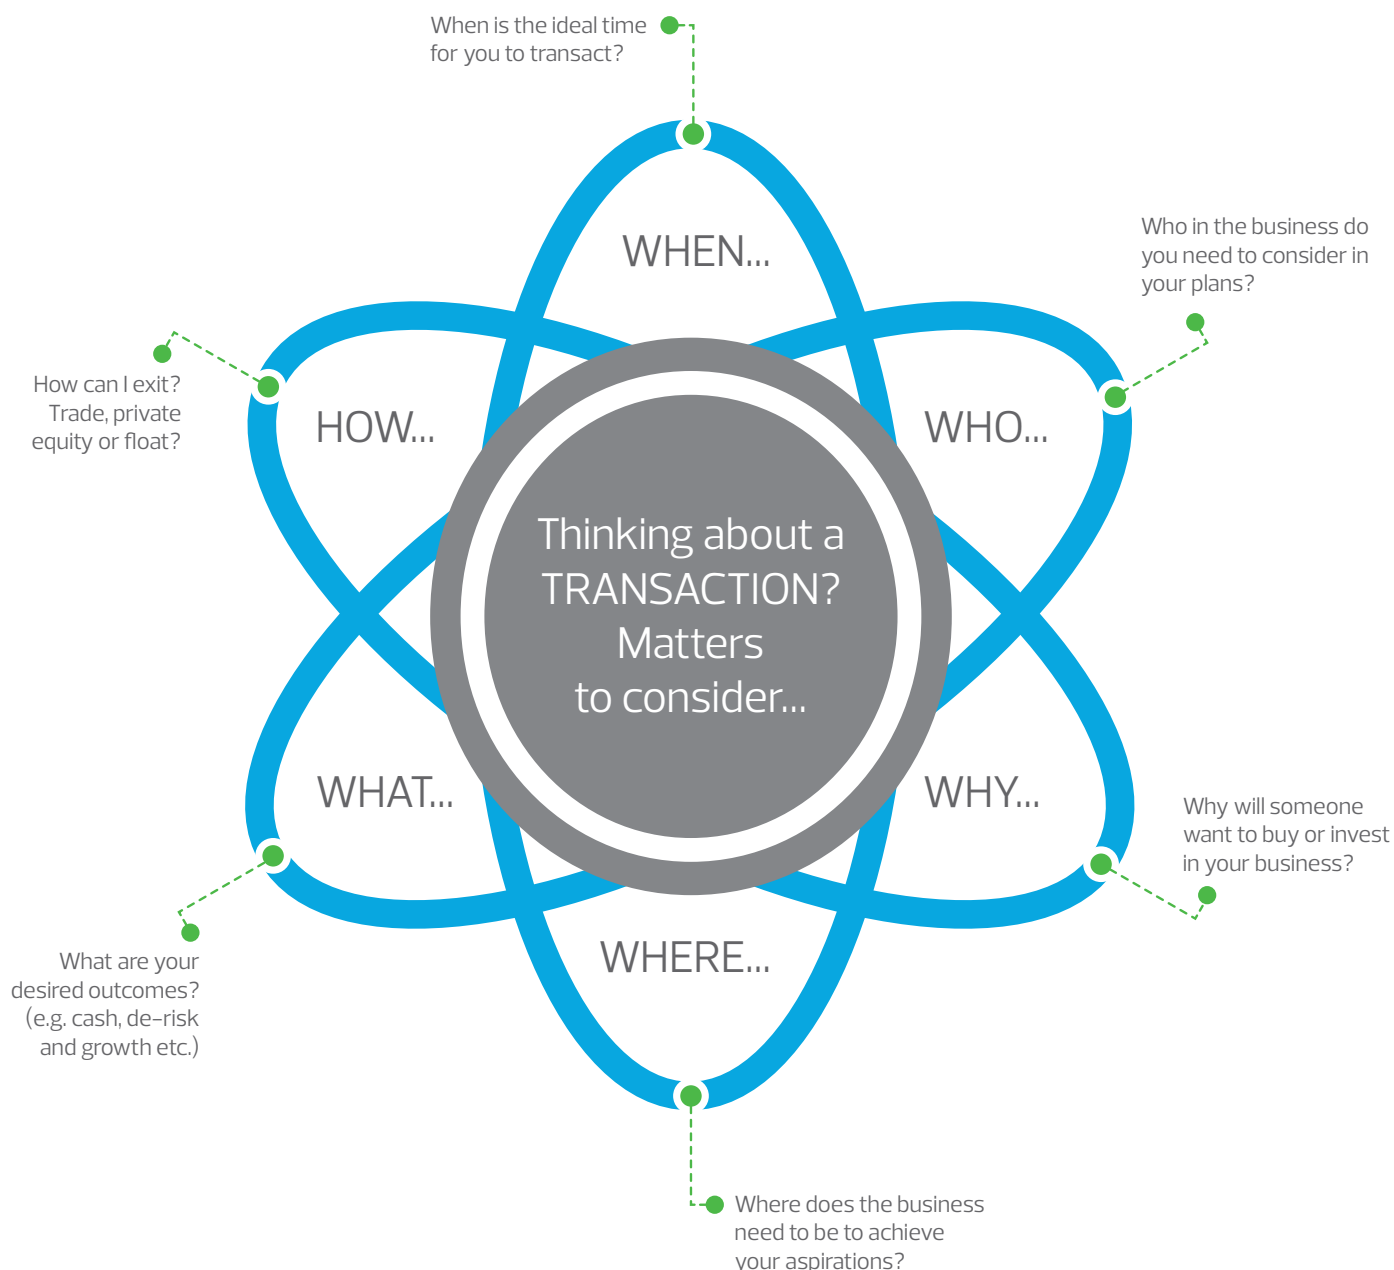 When is the ideal time
for you to transact?
WHEN...
Who in the business do
you need to consider in
your plans?
WHO...
How can I exit?
Trade, private
equity or float?
HOW...
Thinking about a
TRANSACTION?
Matters
to consider...
WHY...
Why will someone
want to buy or invest
in your business?
WHAT...
What are your
desired outcomes?
(e.g. cash, de-risk
and growth etc.)
WHERE...
Where does the business
need to be to achieve
your aspirations?